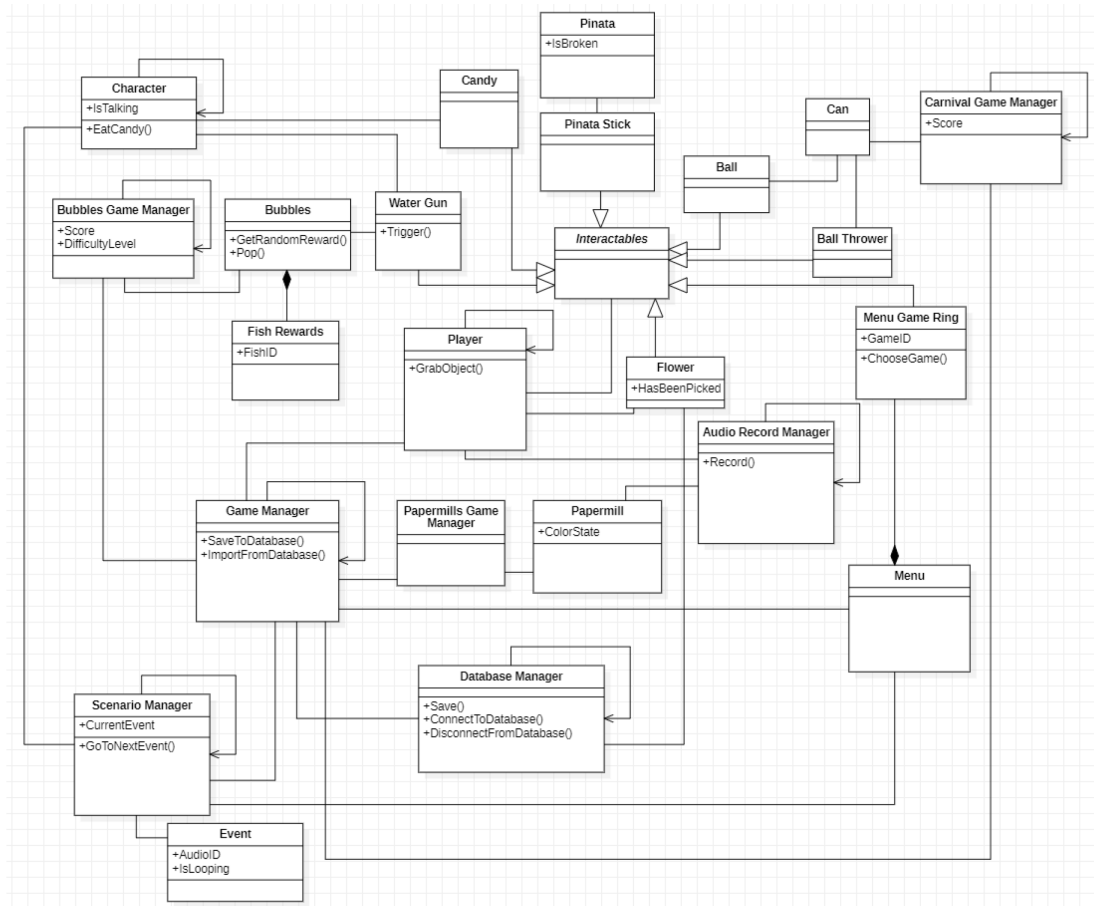 Pinata
+IsBroken
Character
+IsTalking
+EatCandy()
Candy
Pinata Stick
Can
Carnival Game Manager
+Score
Ball
Bubbles Game Manager
+Score
+DifficultyLevel
Bubbles
+GetRandomReward()
+Pop()
Water Gun
+Trigger()
Interactables
Ball Thrower
Fish Rewards
+FishID
Player
+GrabObject()
Flower
+HasBeenPicked
Menu Game Ring
+GameID
+ChooseGame()
Audio Record Manager
+Record()
Game Manager
+SaveToDatabase()
+ImportFromDatabase()
Papermills Game
Manager
Papermill
+ColorState
Menu
Database Manager
+Save()
+ConnectToDatabase()
+DisconnectFromDatabase()
Scenario Manager
+CurrentEvent
+GoToNextEvent()
Event
+AudioID
+IsLooping